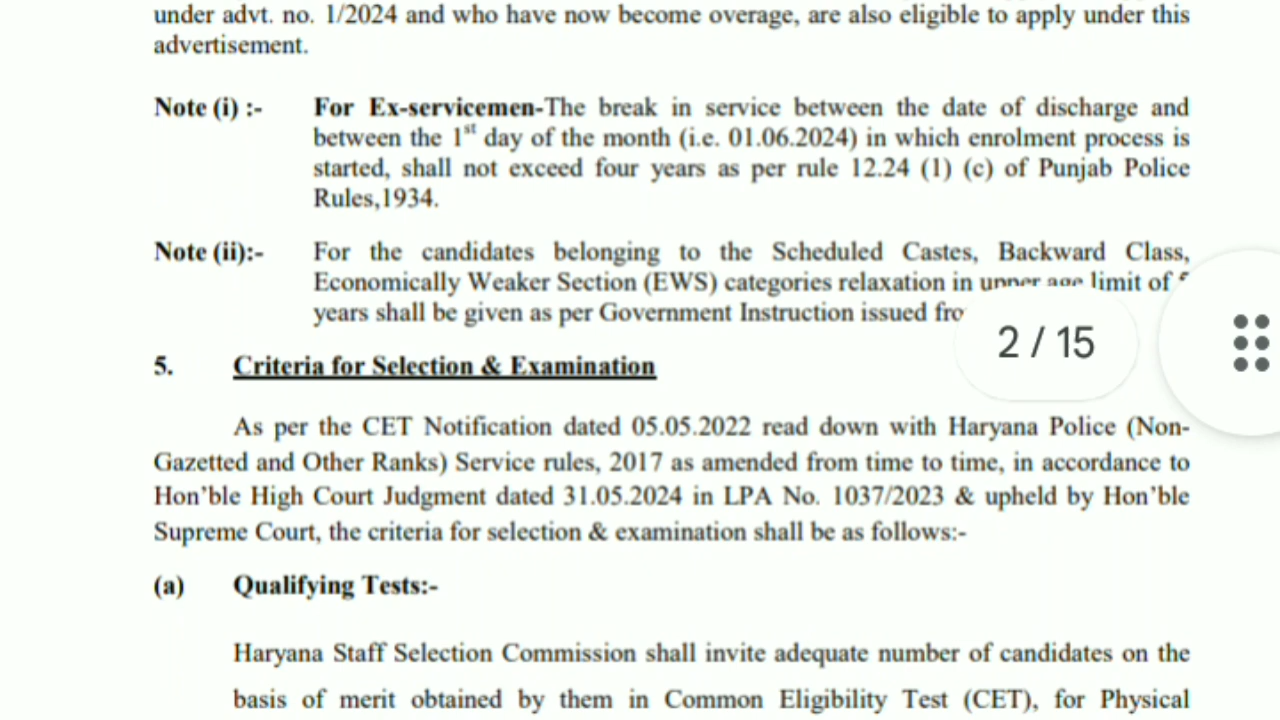 under advt. no. 1/2024 and who have now become overage, are also eligible to apply under this
advertisement.
Note (i) :- For Ex-servicemen-The break in service between the date of discharge and
between the 1st day of the month (i.e. 01.06.2024) in which enrolment process is
started, shall not exceed four years as per rule 12.24 (1) (c) of Punjab Police
Rules,1934.
Note (ii):- For the candidates belonging to the Scheduled Castes, Backward Class,
Economically Weaker Section (EWS) categories relaxation in upper age limit of
years shall be given as per Government Instruction issued
2 / 15
5. Criteria for Selection & Examination
As per the CET Notification dated 05.05.2022 read down with Haryana Police (Non-
Gazetted and Other Ranks) Service rules, 2017 as amended from time to time, in accordance to
Hon'ble High Court Judgment dated 31.05.2024 in LPA No. 1037/2023 & upheld by Hon'ble
Supreme Court, the criteria for selection & examination shall be as follows:-
(a) Qualifying Tests:-
Haryana Staff Selection Commission shall invite adequate number of candidates on the
basis of merit obtained by them in Common Eligibility Test (CET), for Physical